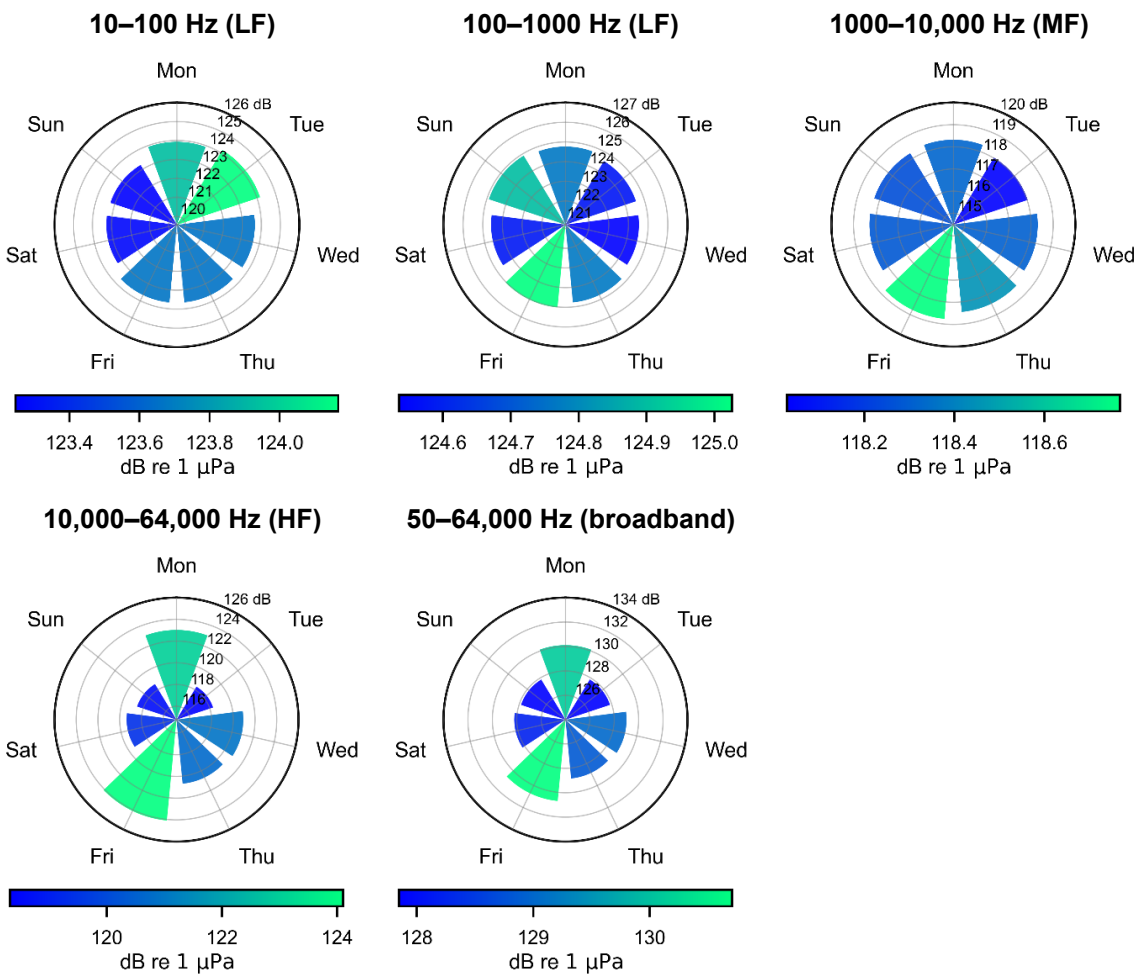 10–100 Hz (LF)
Mon
Tue
Wed
Thu
Fri
Sat
Sun
126 dB
125
124
123
122
121
120
123.4 123.6 123.8 124.0
dB re 1 μPa
100–1000 Hz (LF)
Mon
Tue
Wed
Thu
Fri
Sat
Sun
127 dB
126
125
124
123
122
121
124.6 124.7 124.8 124.9 125.0
dB re 1 μPa
1000–10,000 Hz (MF)
Mon
Tue
Wed
Thu
Fri
Sat
Sun
120 dB
119
118
117
116
115
118.2 118.4 118.6
dB re 1 μPa
10,000–64,000 Hz (HF)
Mon
Tue
Wed
Thu
Fri
Sat
Sun
126 dB
124
122
120
118
116
120 122 124
dB re 1 μPa
50–64,000 Hz (broadband)
Mon
Tue
Wed
Thu
Fri
Sat
Sun
134 dB
132
130
128
126
128 129 130
dB re 1 μPa